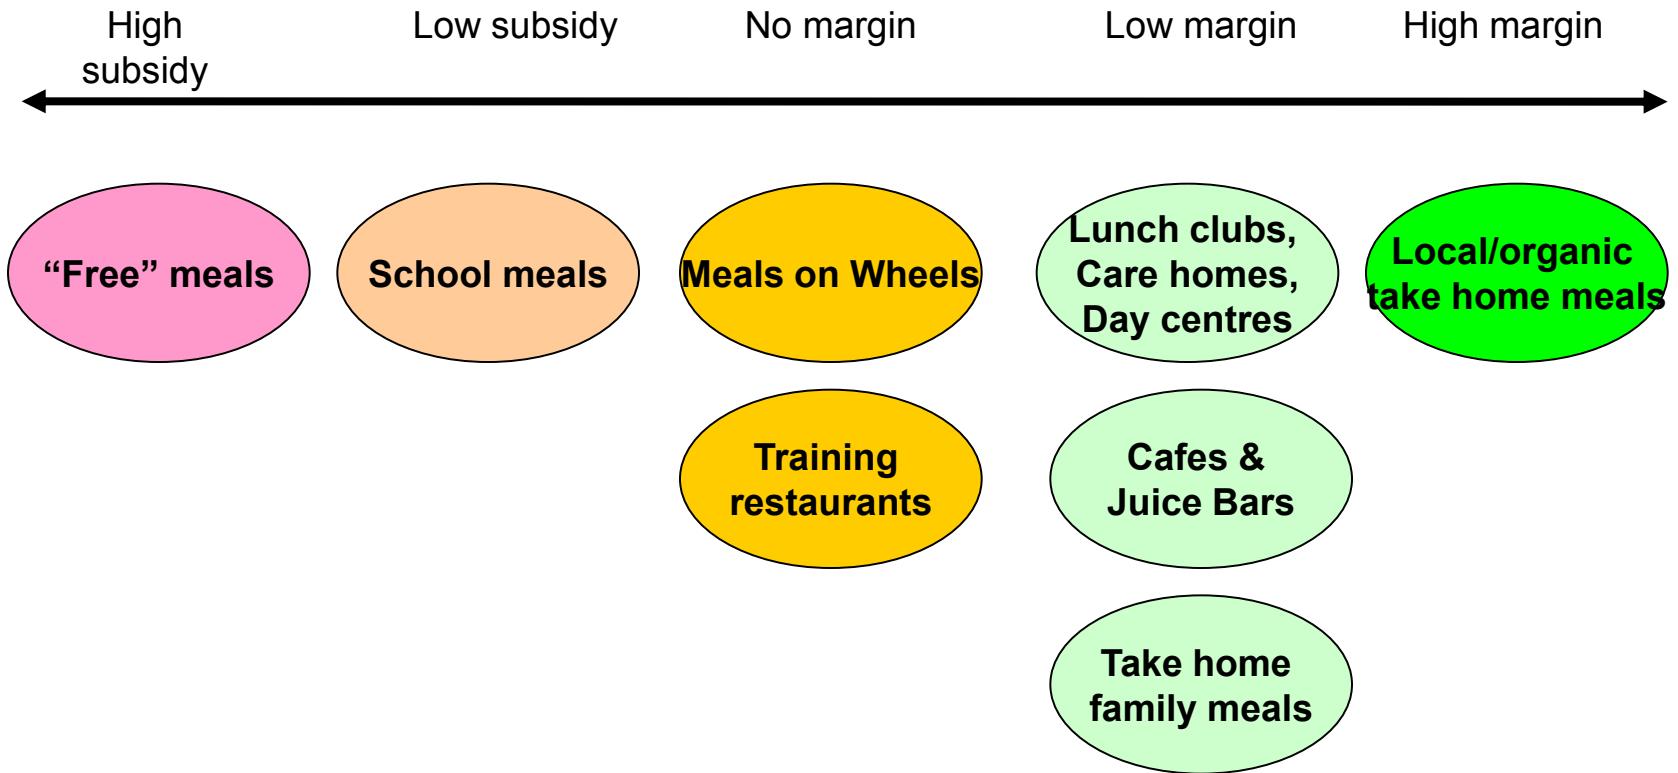 High
subsidy
Low subsidy
No margin
Low margin
High margin
“Free” meals
School meals
Meals on Wheels
Lunch clubs,
Care homes,
Day centres
Local/organic
take home meals
Training
restaurants
Cafes &
Juice Bars
Take home
family meals